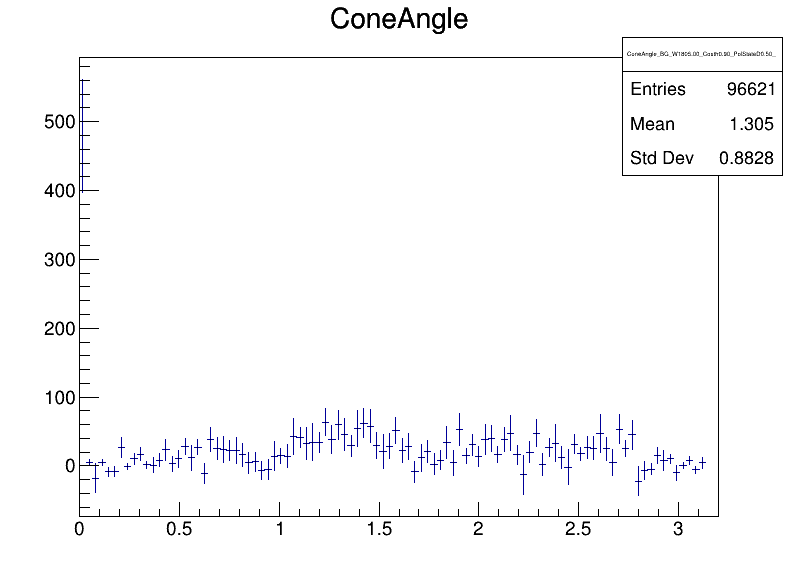 ConeAngle
ConeAngle_BG_W1805.00_Costh0.90_PolStateD0.50_
Entries 96621
Mean 1.305
Std Dev 0.8828
500
400
300
200
100
0
0 0.5 1 1.5 2 2.5 3